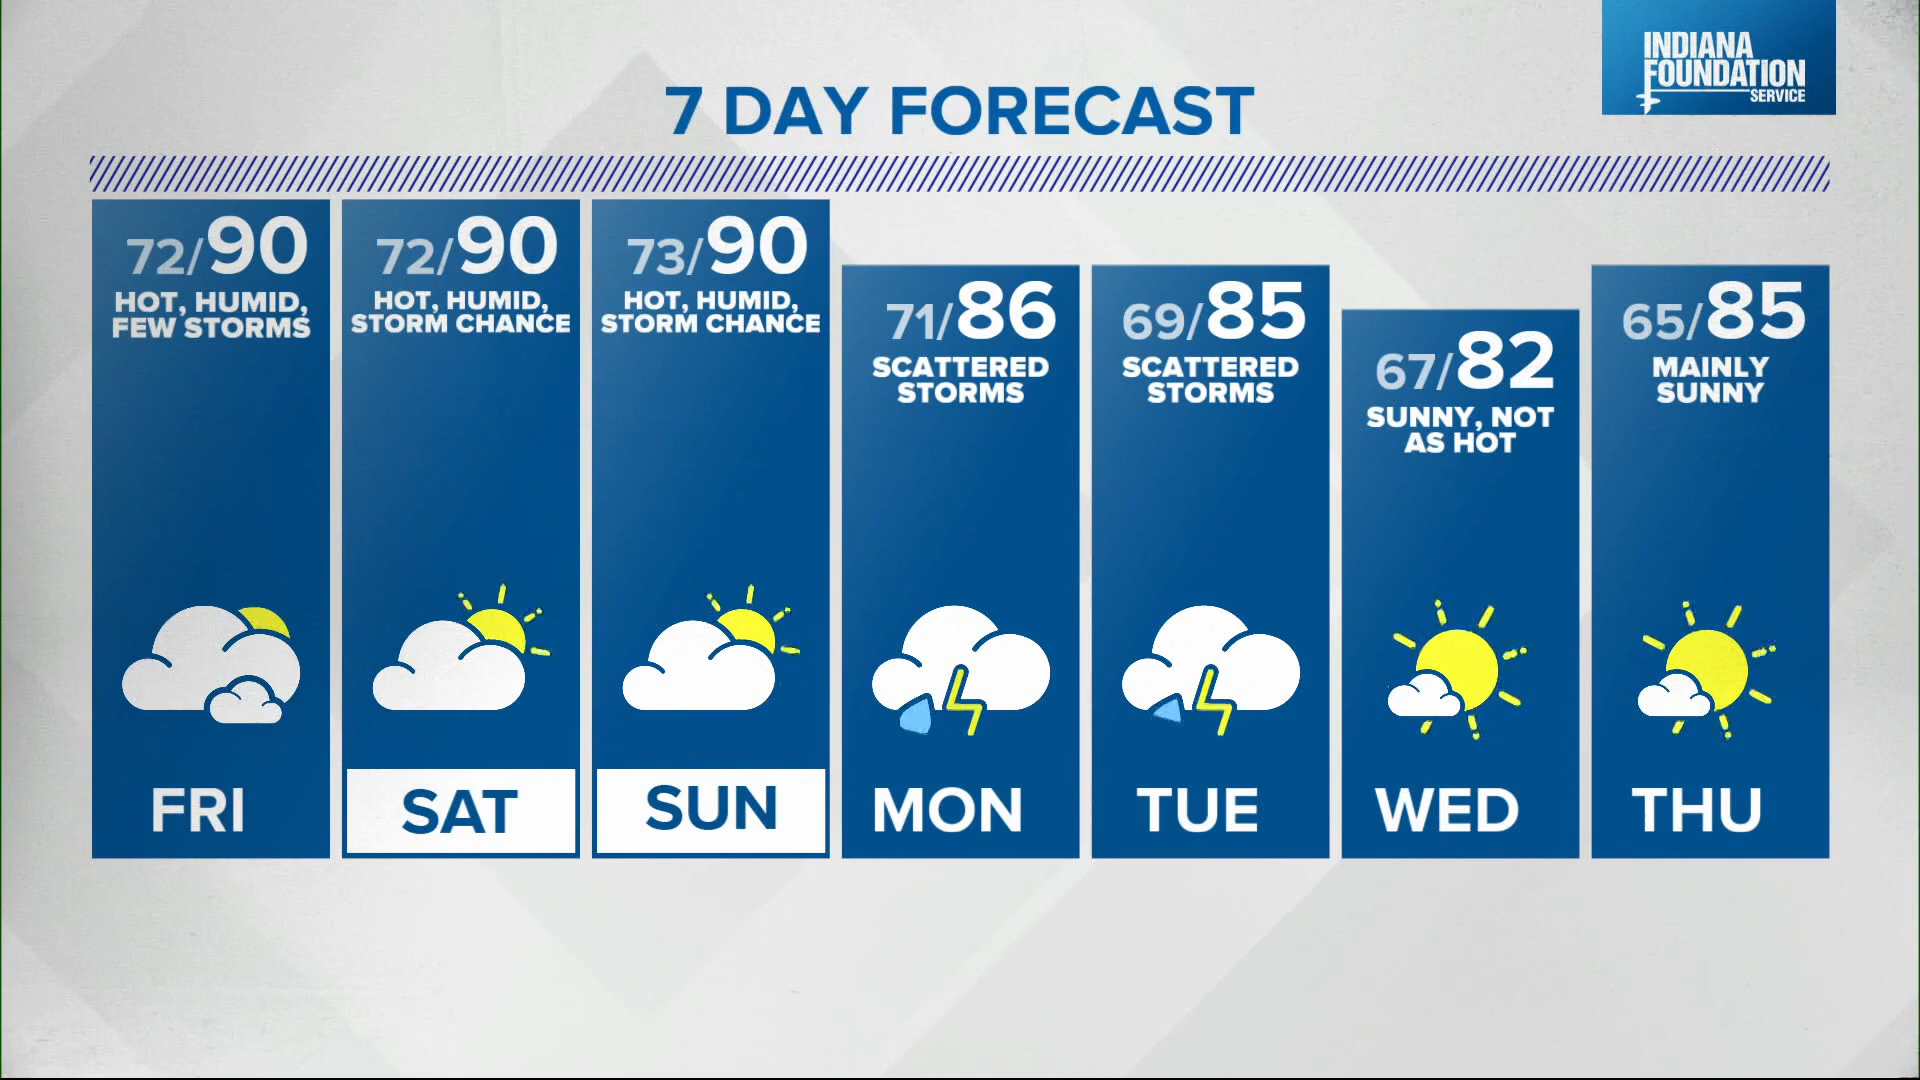 INDIANA
FOUNDATION
SERVICE
7 DAY FORECAST
72/90
HOT, HUMID,
FEW STORMS
FRI
72/90
HOT, HUMID,
STORM CHANCE
SAT
73/90
HOT, HUMID,
STORM CHANCE
SUN
71/86
SCATTERED
STORMS
MON
69/85
SCATTERED
STORMS
TUE
67/82
SUNNY, NOT
AS HOT
WED
65/85
MAINLY
SUNNY
THU